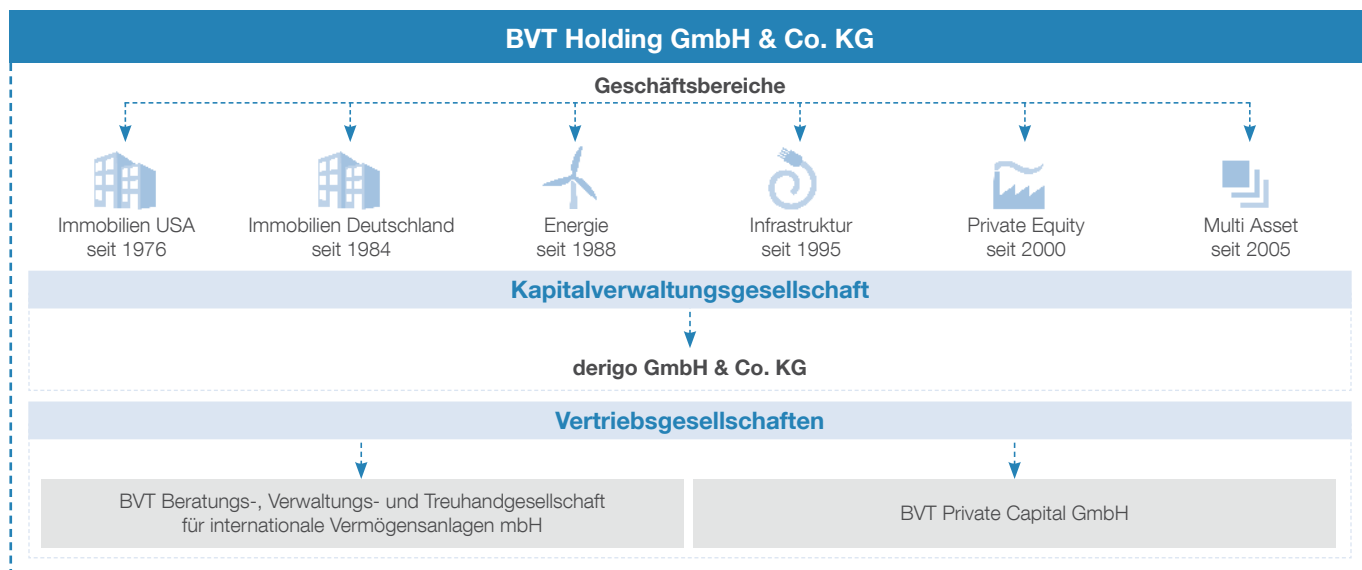 BVT Holding GmbH & Co. KG
Geschäftsbereiche
Immobilien USA
seit 1976
Immobilien Deutschland
seit 1984
Energie
seit 1988
Infrastruktur
seit 1995
Private Equity
seit 2000
Multi Asset
seit 2005
Kapitalverwaltungsgesellschaft
derigo GmbH & Co. KG
Vertriebsgesellschaften
BVT Beratungs-, Verwaltungs- und Treuhandgesellschaft
für internationale Vermögensanlagen mbH
BVT Private Capital GmbH